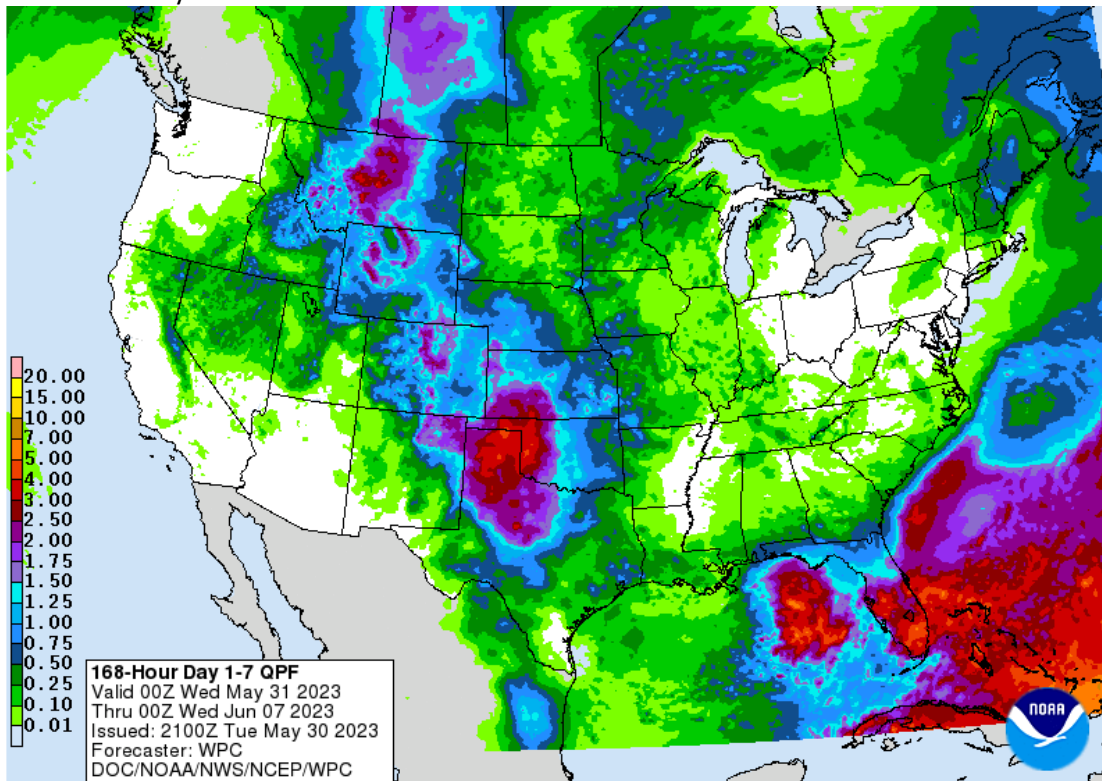 20.00
15.00
10.00
7.00
5.00
4.00
3.00
2.50
2.00
1.75
1.50
1.25
1.00
0.75
0.50
0.25
0.10
0.01
168-Hour Day 1-7 QPF
Valid 00Z Wed May 31 2023
Thru 00Z Wed Jun 07 2023
Issued: 2100Z Tue May 30 2023
Forecaster: WPC
DOC/NOAA/NWS/NCEP/WPC
NOAA